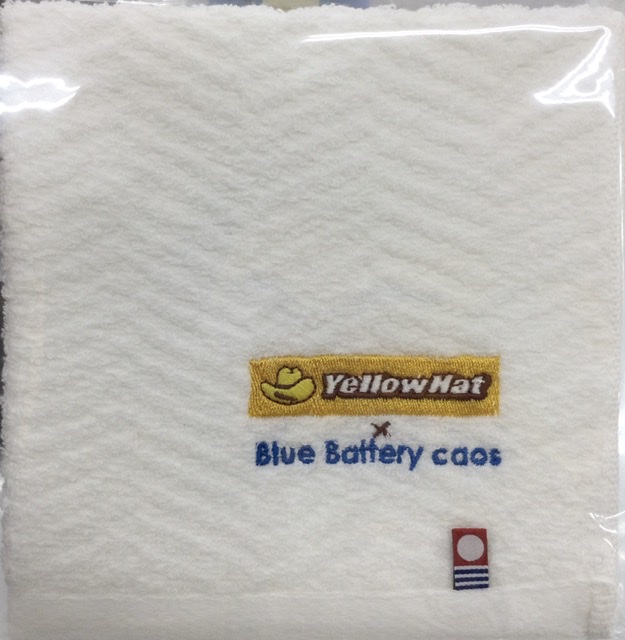 YellowHat
×
Blue Battery caos